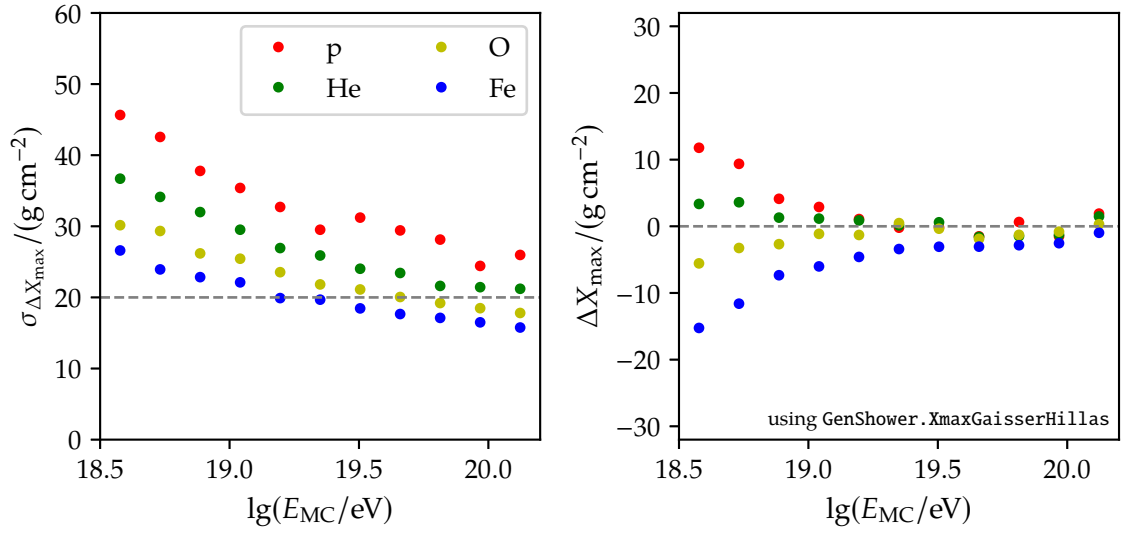 60
50
40
30
20
10
0
σΔXmax/(g cm−2)
p
He
O
Fe
18.5
19.0
19.5
20.0
lg(EMC/eV)
30
20
10
0
−10
−20
−30
ΔXmax/(g cm−2)
using GenShower.XmaxGaisserHillas
18.5
19.0
19.5
20.0
lg(EMC/eV)